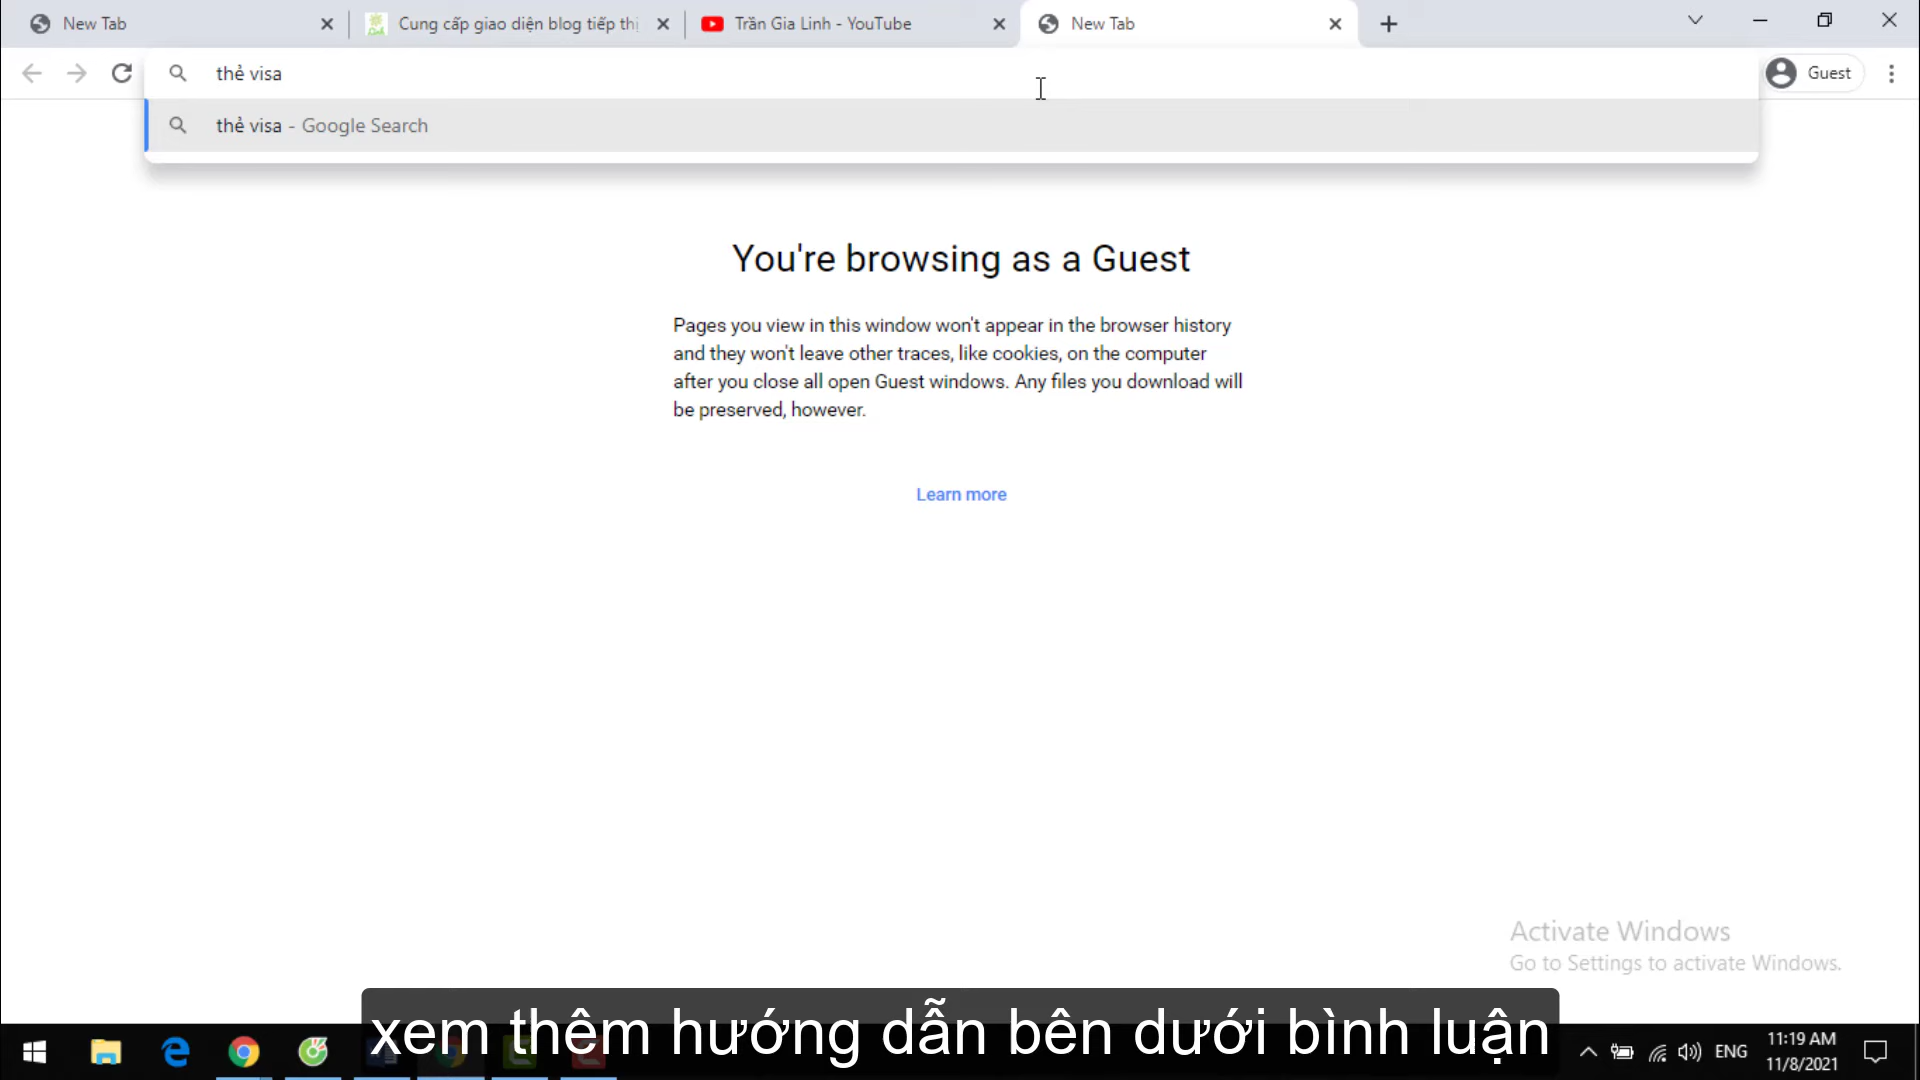 New Tab
Cung cấp giao diện blog tiếp thị
Trần Gia Linh - YouTube
New Tab
thẻ visa
Guest
thẻ visa - Google Search
You're browsing as a Guest
Pages you view in this window won't appear in the browser history
and they won't leave other traces, like cookies, on the computer
after you close all open Guest windows. Any files you download will
be preserved, however.
Learn more
Activate Windows
Go to Settings to activate Windows.
xem thêm hướng dẫn bên dưới bình luận
ENG
11:19 AM
11/8/2021